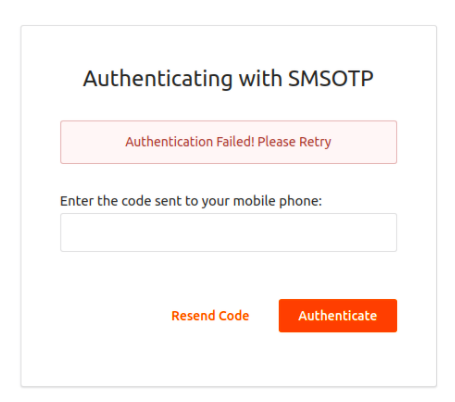 Authenticating with SMSOTP
Authentication Failed! Please Retry
Enter the code sent to your mobile phone:
Resend Code
Authenticate